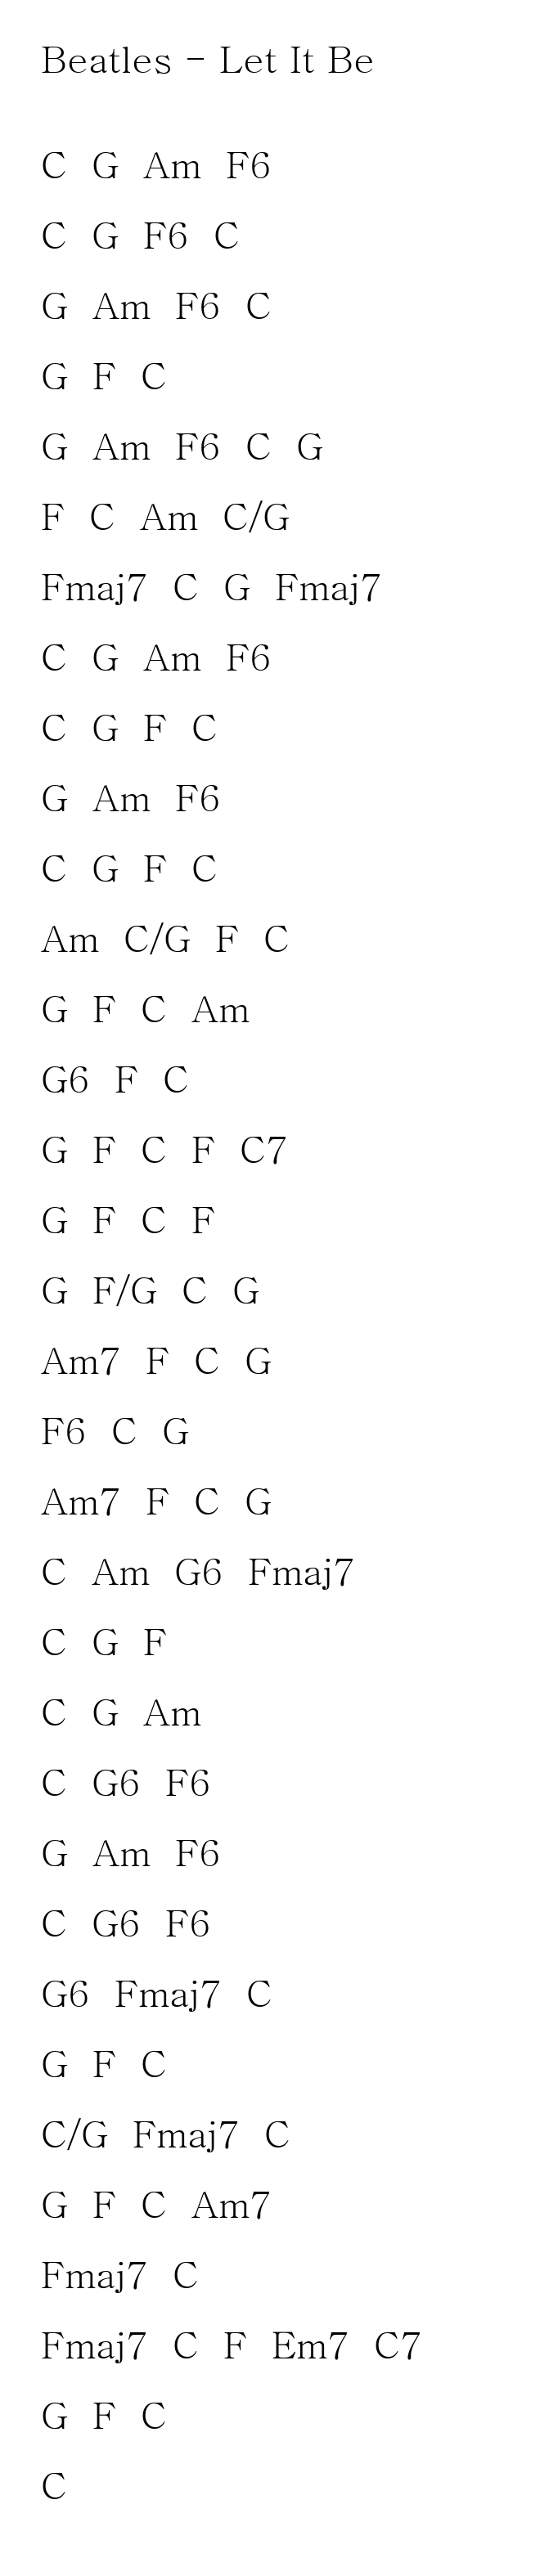 Beatles - Let It Be
C G Am F6
C G F6 C
G Am F6 C
G F C
G Am F6 C G
F C Am C/G
Fmaj7 C G Fmaj7
C G Am F6
C G F C
G Am F6
C G F C
Am C/G F C
G F C Am
G6 F C
G F C F C7
G F C F
G F/G C G
Am7 F C G
F6 C G
Am7 F C G
C Am G6 Fmaj7
C G F
C G Am
C G6 F6
G Am F6
C G6 F6
G6 Fmaj7 C
G F C
C/G Fmaj7 C
G F C Am7
Fmaj7 C
Fmaj7 C F Em7 C7
G F C
C